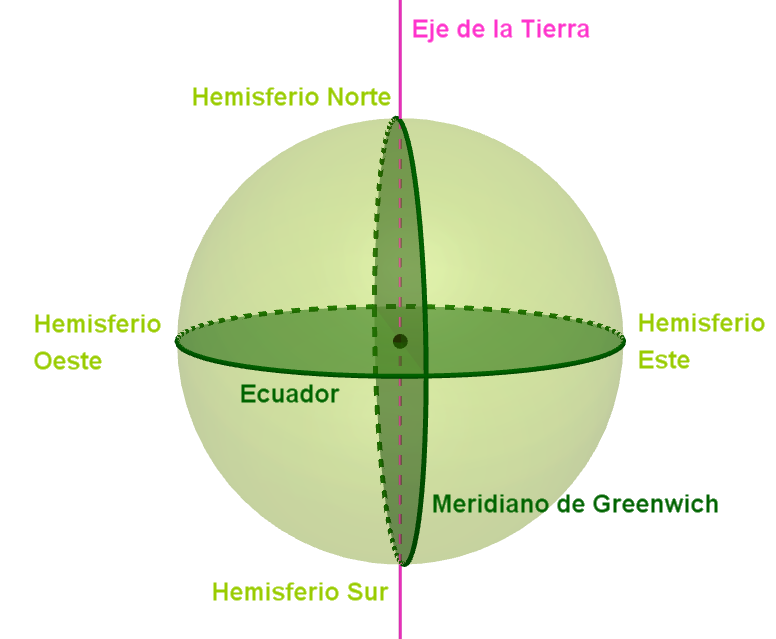 Eje de la Tierra
Hemisferio Norte
Hemisferio
Oeste
Hemisferio
Este
Ecuador
Meridiano de Greenwich
Hemisferio Sur